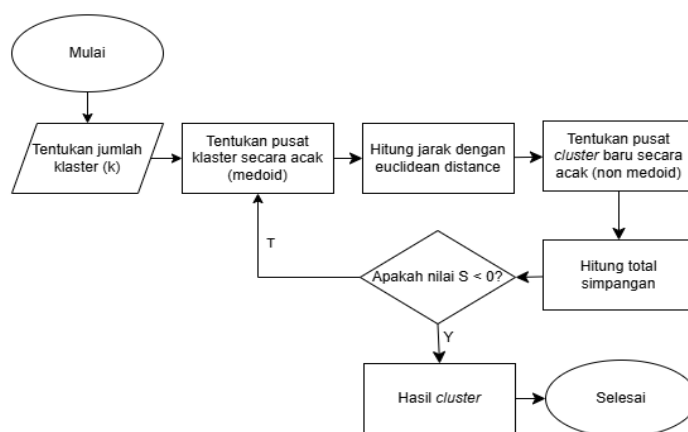 Mulai
Tentukan jumlah
klaster (k)
Tentukan pusat
klaster secara acak
(medoid)
Hitung jarak dengan
euclidean distance
Tentukan pusat
cluster baru secara
acak (non medoid)
Hitung total
simpangan
Apakah nilai S < 0?
T
Y
Hasil cluster
Selesai